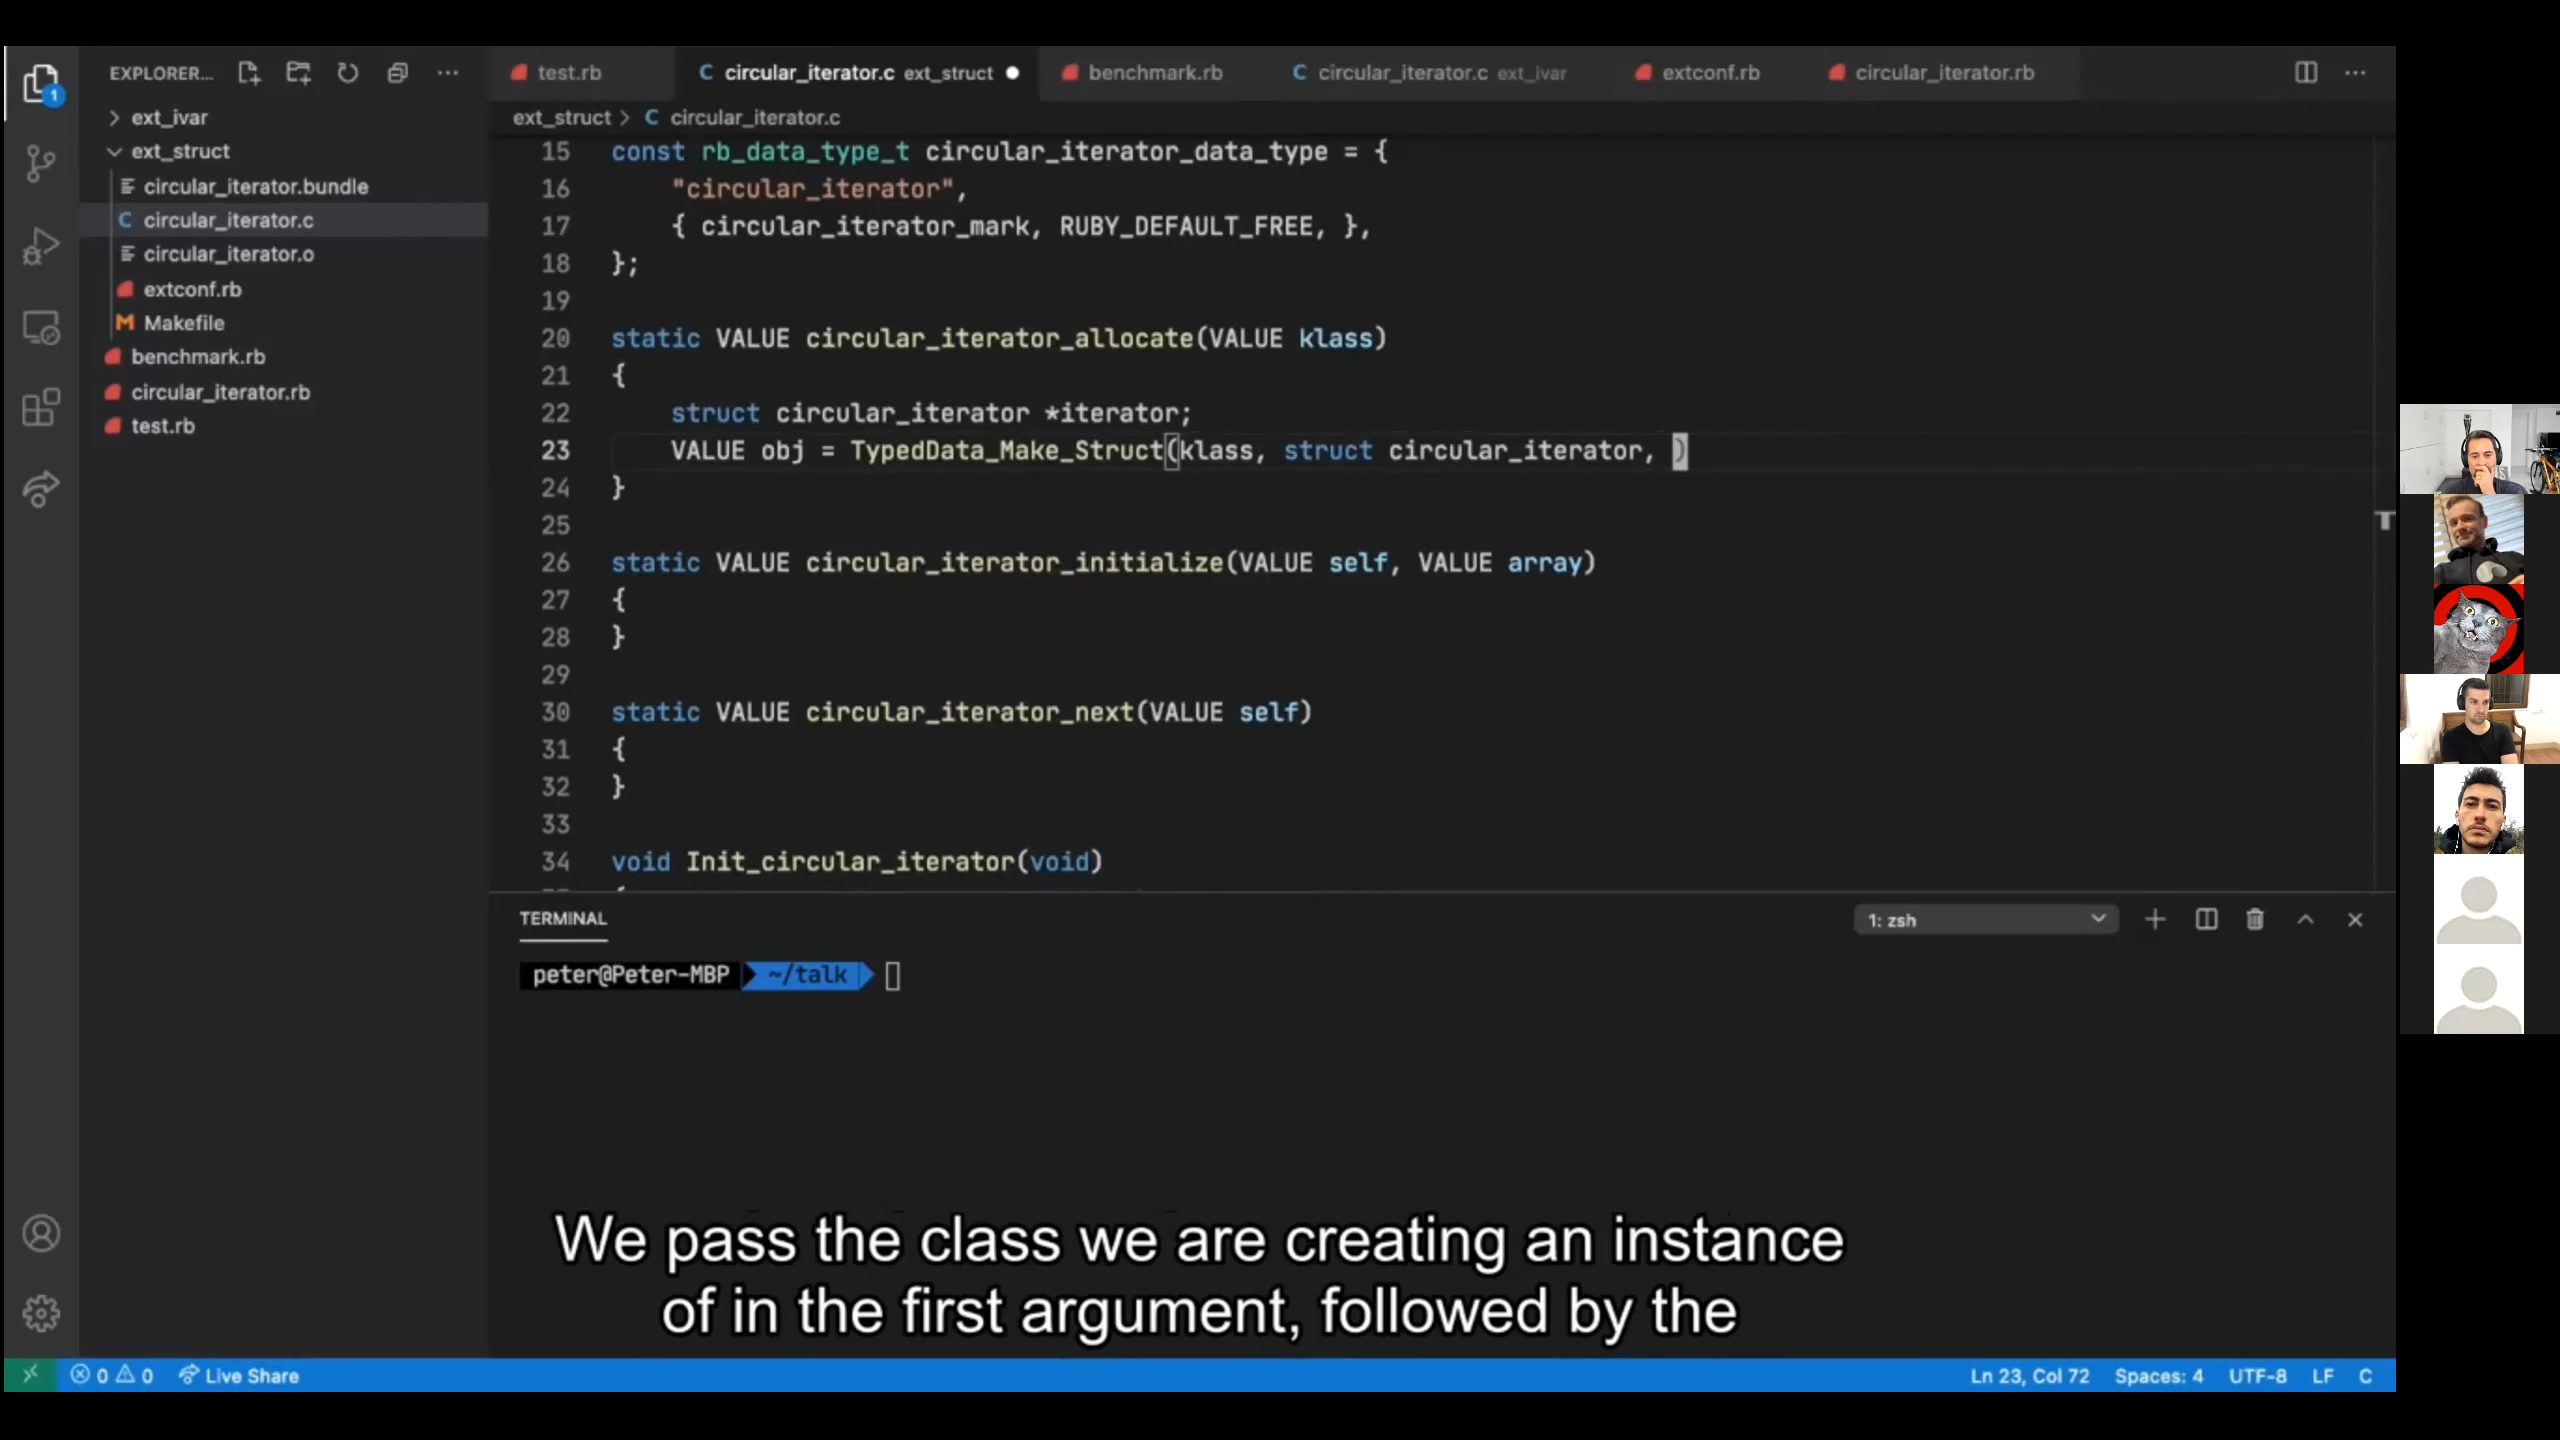 EXPLORER...
1
ext_ivar
ext_struct
circular_iterator.bundle
C circular_iterator.c
circular_iterator.o
extconf.rb
M Makefile
benchmark.rb
circular_iterator.rb
test.rb
test.rb
C circular_iterator.c ext_struct
benchmark.rb
C circular_iterator.c ext_ivar
extconf.rb
circular_iterator.rb
ext_struct > C circular_iterator.c
15 const rb_data_type_t circular_iterator_data_type = {
16 "circular_iterator",
17 { circular_iterator_mark, RUBY_DEFAULT_FREE, },
18 };
19
20 static VALUE circular_iterator_allocate(VALUE klass)
21 {
22 struct circular_iterator *iterator;
23 VALUE obj = TypedData_Make_Struct(klass, struct circular_iterator, )
24 }
25
26 static VALUE circular_iterator_initialize(VALUE self, VALUE array)
27 {
28 }
29
30 static VALUE circular_iterator_next(VALUE self)
31 {
32 }
33
34 void Init_circular_iterator(void)
TERMINAL
1: zsh
peter@Peter-MBP ~/talk
We pass the class we are creating an instance
of in the first argument, followed by the
0 0 Live Share
Ln 23, Col 72 Spaces: 4 UTF-8 LF C